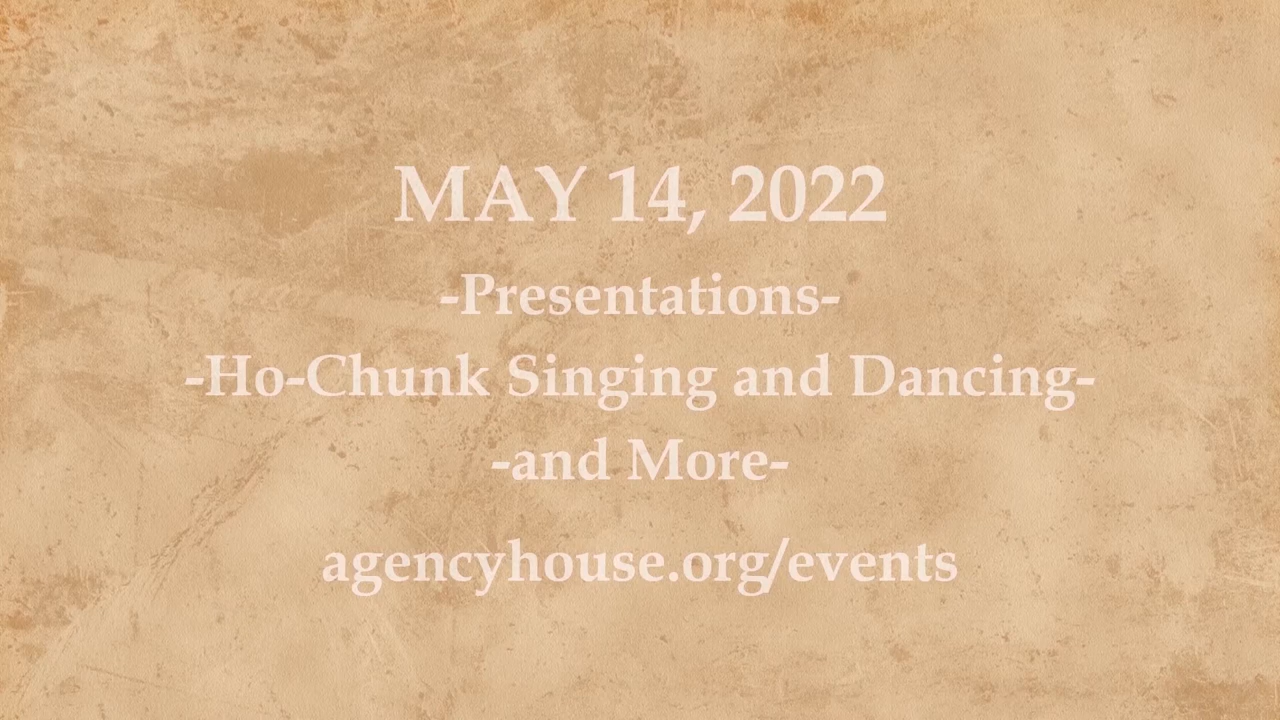 MAY 14, 2022
-Presentations-
-Ho-Chunk Singing and Dancing-
-and More-
agencyhouse.org/events